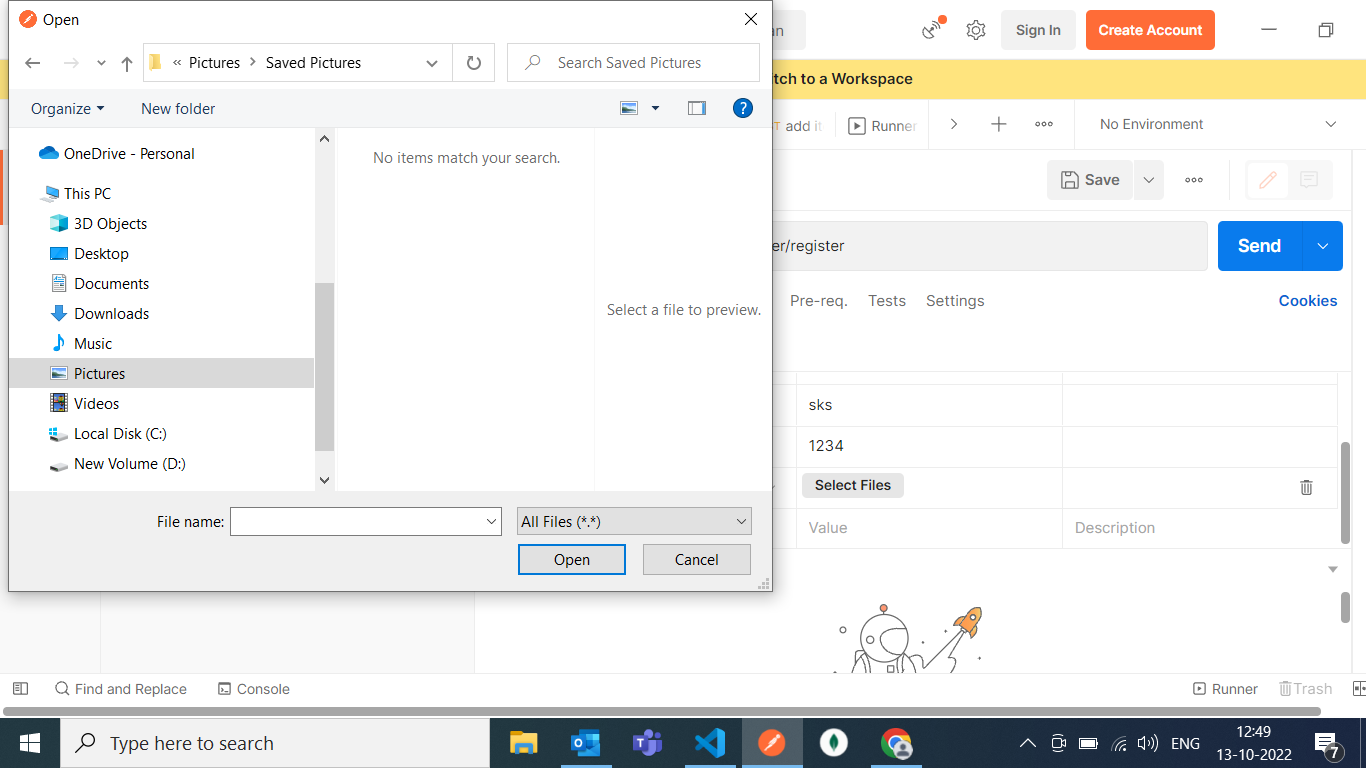 Open
« Pictures > Saved Pictures
Search Saved Pictures
Organize
New folder
?
OneDrive - Personal
This PC
3D Objects
Desktop
Documents
Downloads
Music
Pictures
Videos
Local Disk (C:)
New Volume (D:)
No items match your search.
Select a file to preview.
File name:
All Files (*.*)
Open
Cancel
Sign In
Create Account
tch to a Workspace
add it
Runner
No Environment
Save
er/register
Send
Pre-req.
Tests
Settings
Cookies
sks
1234
Select Files
Value
Description
Find and Replace
Console
Runner
Trash
Type here to search
ENG
12:49
13-10-2022
7